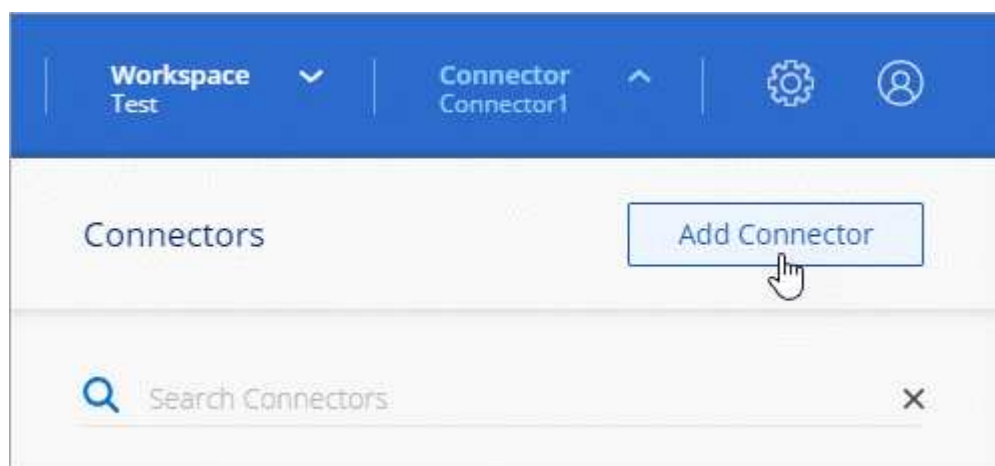 Workspace
Test
Connector
Connector1
Connectors
Add Connector
Search Connectors